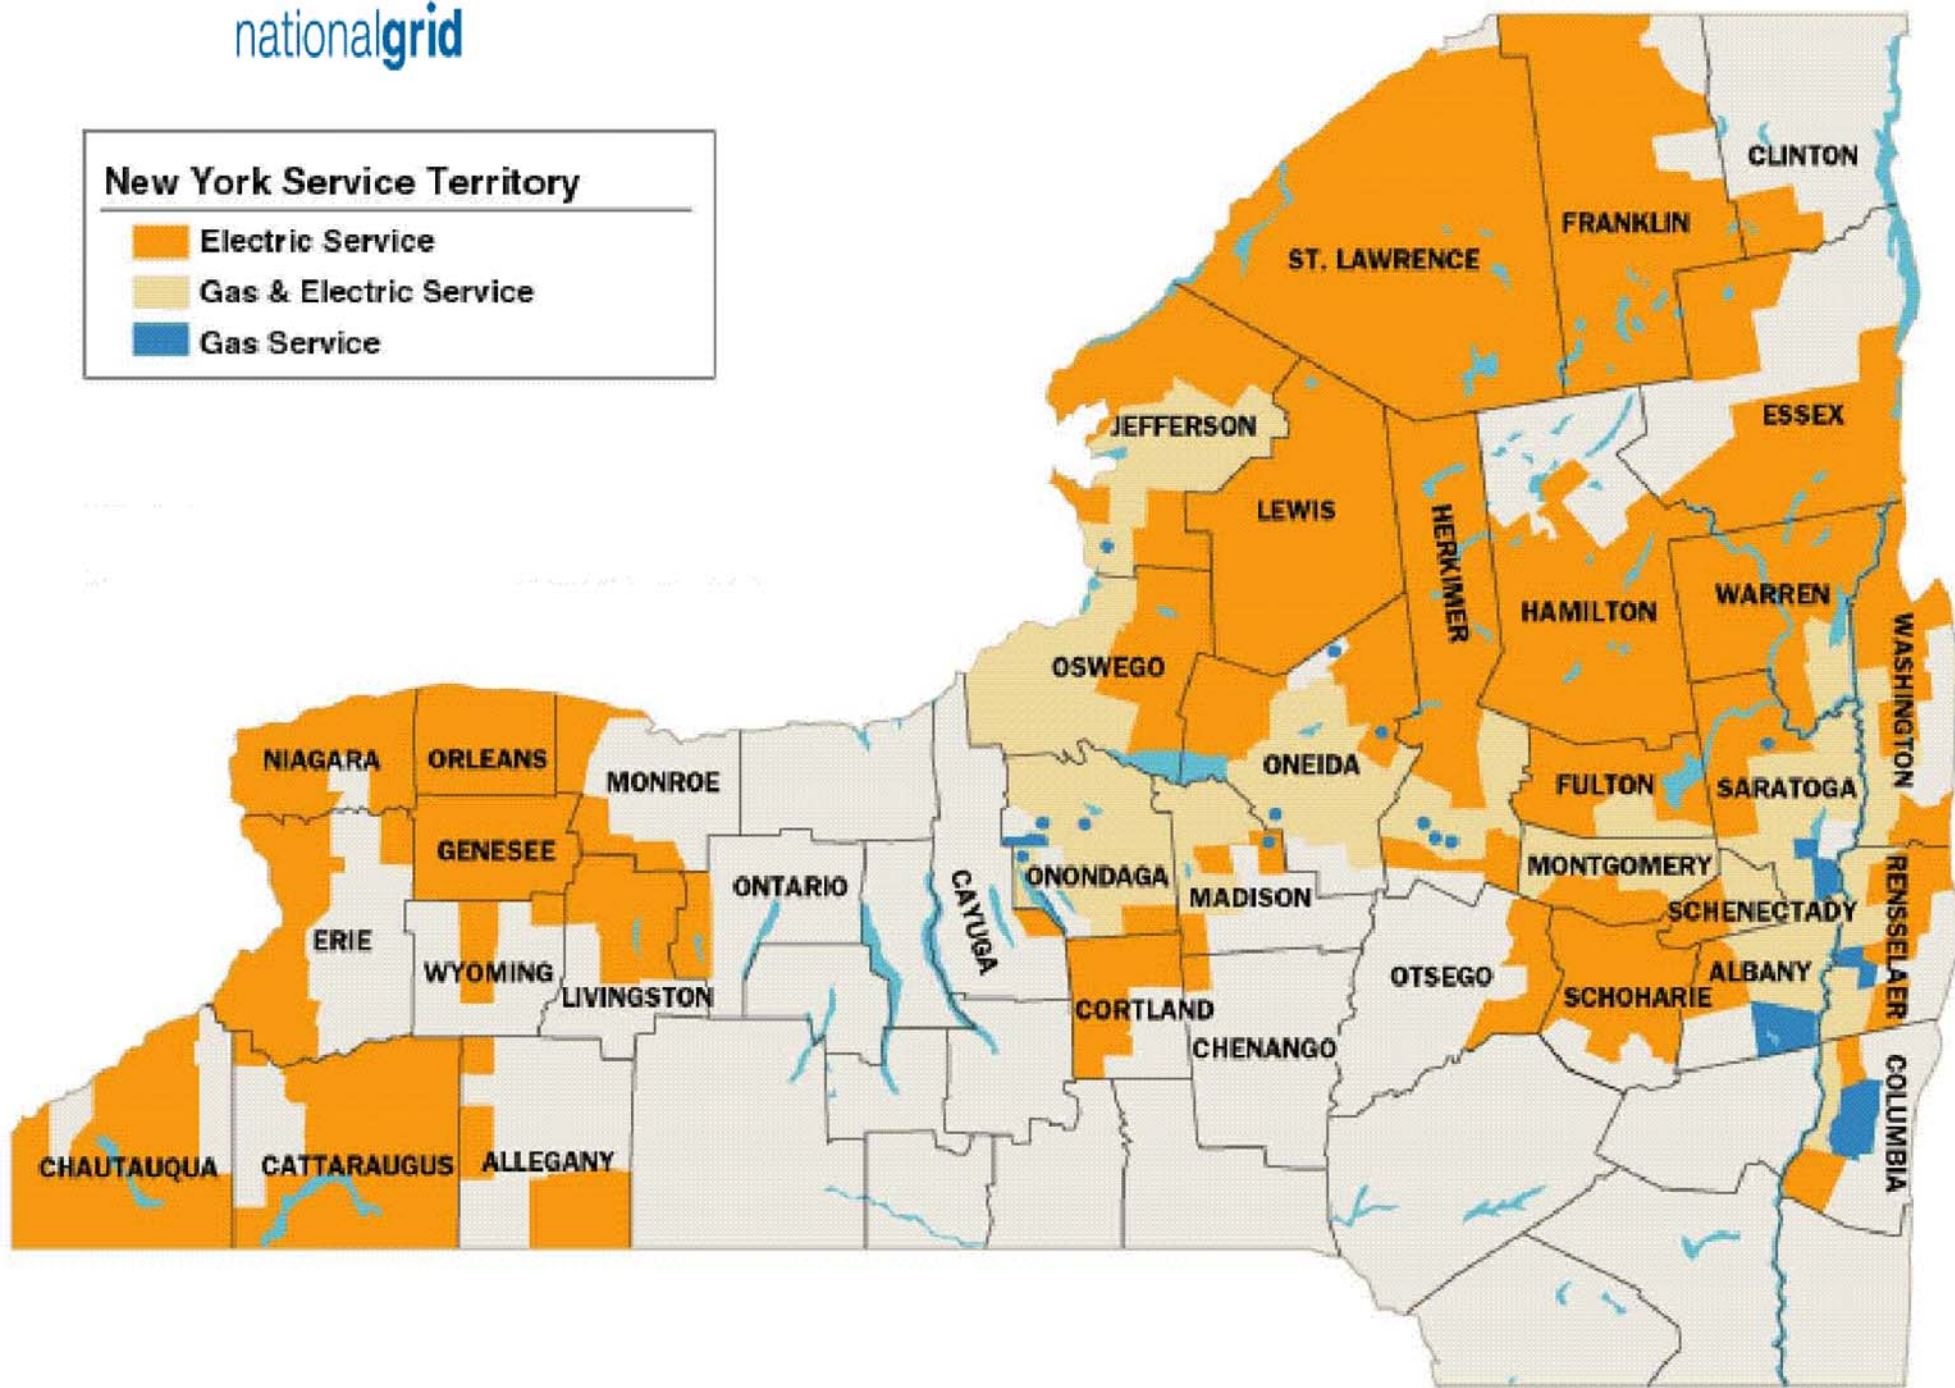 nationalgrid
New York Service Territory
Electric Service
Gas & Electric Service
Gas Service
CLINTON
FRANKLIN
ST. LAWRENCE
ESSEX
JEFFERSON
LEWIS
HERKIMER
HAMILTON
WARREN
WASHINGTON
OSWEGO
NIAGARA
ORLEANS
MONROE
ONEIDA
FULTON
SARATOGA
GENESEE
ONTARIO
CAYUGA
ONONDAGA
MADISON
MONTGOMERY
SCHENECTADY
RENSSELAER
ERIE
WYOMING
LIVINGSTON
CORTLAND
OTSEGO
SCHOHARIE
ALBANY
CHENANGO
COLUMBIA
CHAUTAUQUA
CATTARAUGUS
ALLEGANY